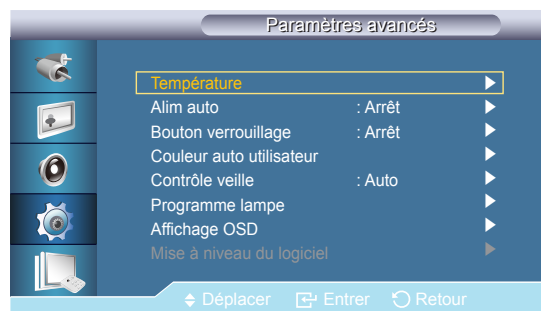 Paramètres avancés
Température
Alim auto : Arrêt
Bouton verrouillage : Arrêt
Couleur auto utilisateur
Contrôle veille : Auto
Programme lampe
Affichage OSD
Mise à niveau du logiciel
Déplacer Entrer Retour